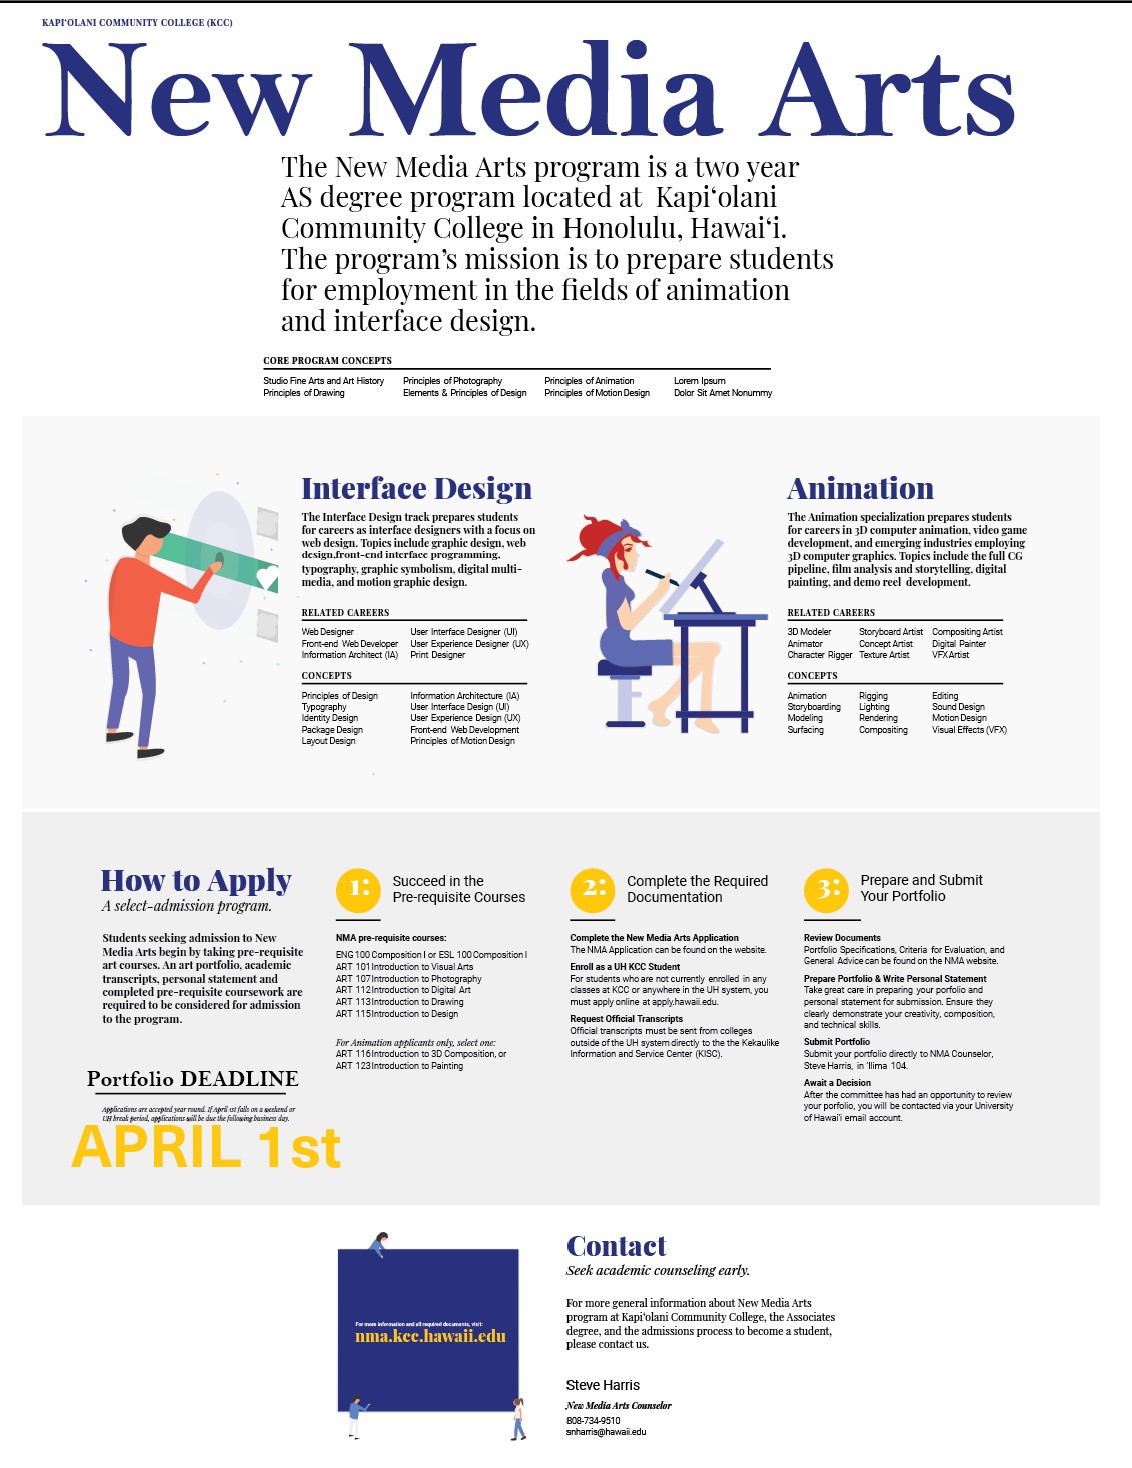 KAPI‘OLANI COMMUNITY COLLEGE (KCC)
New Media Arts
The New Media Arts program is a two year
AS degree program located at Kapi‘olani
Community College in Honolulu, Hawai‘i.
The program’s mission is to prepare students
for employment in the fields of animation
and interface design.
CORE PROGRAM CONCEPTS
Studio Fine Arts and Art History
Principles of Drawing
Principles of Photography
Elements & Principles of Design
Principles of Animation
Principles of Motion Design
Lorem Ipsum
Dolor Sit Amet Nonummy
Interface Design
The Interface Design track prepares students
for careers as interface designers with a focus on
web design. Topics include graphic design, web
design,front-end interface programming,
typography, graphic symbolism, digital multi-
media, and motion graphic design.
RELATED CAREERS
Web Designer
Front-end Web Developer
Information Architect (IA)
User Interface Designer (UI)
User Experience Designer (UX)
Print Designer
CONCEPTS
Principles of Design
Typography
Identity Design
Package Design
Layout Design
Information Architecture (IA)
User Interface Design (UI)
User Experience Design (UX)
Front-end Web Development
Principles of Motion Design
Animation
The Animation specialization prepares students
for careers in 3D computer animation, video game
development, and emerging industries employing
3D computer graphics. Topics include the full CG
pipeline, film analysis and storytelling, digital
painting, and demo reel development.
RELATED CAREERS
3D Modeler
Animator
Character Rigger
Storyboard Artist
Concept Artist
Texture Artist
Compositing Artist
Digital Painter
VFX Artist
CONCEPTS
Animation
Storyboarding
Modeling
Surfacing
Rigging
Lighting
Rendering
Compositing
Editing
Sound Design
Motion Design
Visual Effects (VFX)
How to Apply
A select-admission program.
Students seeking admission to New
Media Arts begin by taking pre-requisite
art courses. An art portfolio, academic
transcripts, personal statement and
completed pre-requisite coursework are
required to be considered for admission
to the program.
Portfolio DEADLINE
Applications are accepted year round. If April 1st falls on a weekend or
UH break period, applications will be due the following business day.
APRIL 1st
1:
Succeed in the
Pre-requisite Courses
NMA pre-requisite courses:
ENG 100 Composition I or ESL 100 Composition I
ART 101 Introduction to Visual Arts
ART 107 Introduction to Photography
ART 112 Introduction to Digital Art
ART 113 Introduction to Drawing
ART 115 Introduction to Design
For Animation applicants only, select one:
ART 116 Introduction to 3D Composition, or
ART 123 Introduction to Painting
2:
Complete the Required
Documentation
Complete the New Media Arts Application
The NMA Application can be found on the website.
Enroll as a UH KCC Student
For students who are not currently enrolled in any
classes at KCC or anywhere in the UH system, you
must apply online at apply.hawaii.edu.
Request Official Transcripts
Official transcripts must be sent from colleges
outside of the UH system directly to the the Kekaulike
Information and Service Center (KISC).
3:
Prepare and Submit
Your Portfolio
Review Documents
Portfolio Specifications, Criteria for Evaluation, and
General Advice can be found on the NMA website.
Prepare Portfolio & Write Personal Statement
Take great care in preparing your porfolio and
personal statement for submission. Ensure they
clearly demonstrate your creativity, composition,
and technical skills.
Submit Portfolio
Submit your portfolio directly to NMA Counselor,
Steve Harris, in ‘Ilima 104.
Await a Decision
After the committee has had an opportunity to review
your porfolio, you will be contacted via your University
of Hawai‘i email account.
For more information and all required documents, visit:
nma.kcc.hawaii.edu
Contact
Seek academic counseling early.
For more general information about New Media Arts
program at Kapi‘olani Community College, the Associates
degree, and the admissions process to become a student,
please contact us.
Steve Harris
New Media Arts Counselor
808-734-9510
snharris@hawaii.edu